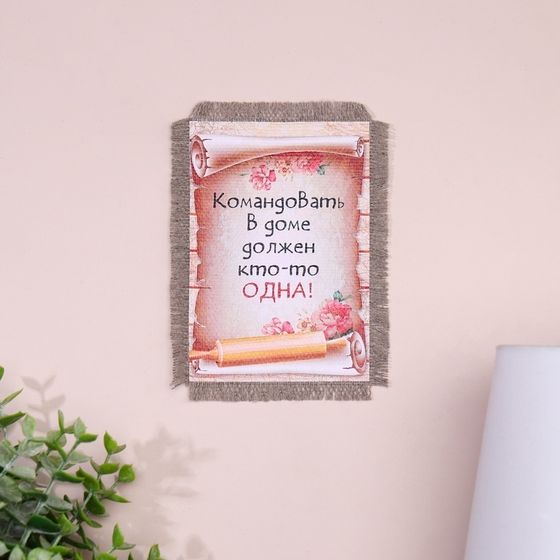 Командовать
в доме
должен
кто-то
ОДНА!